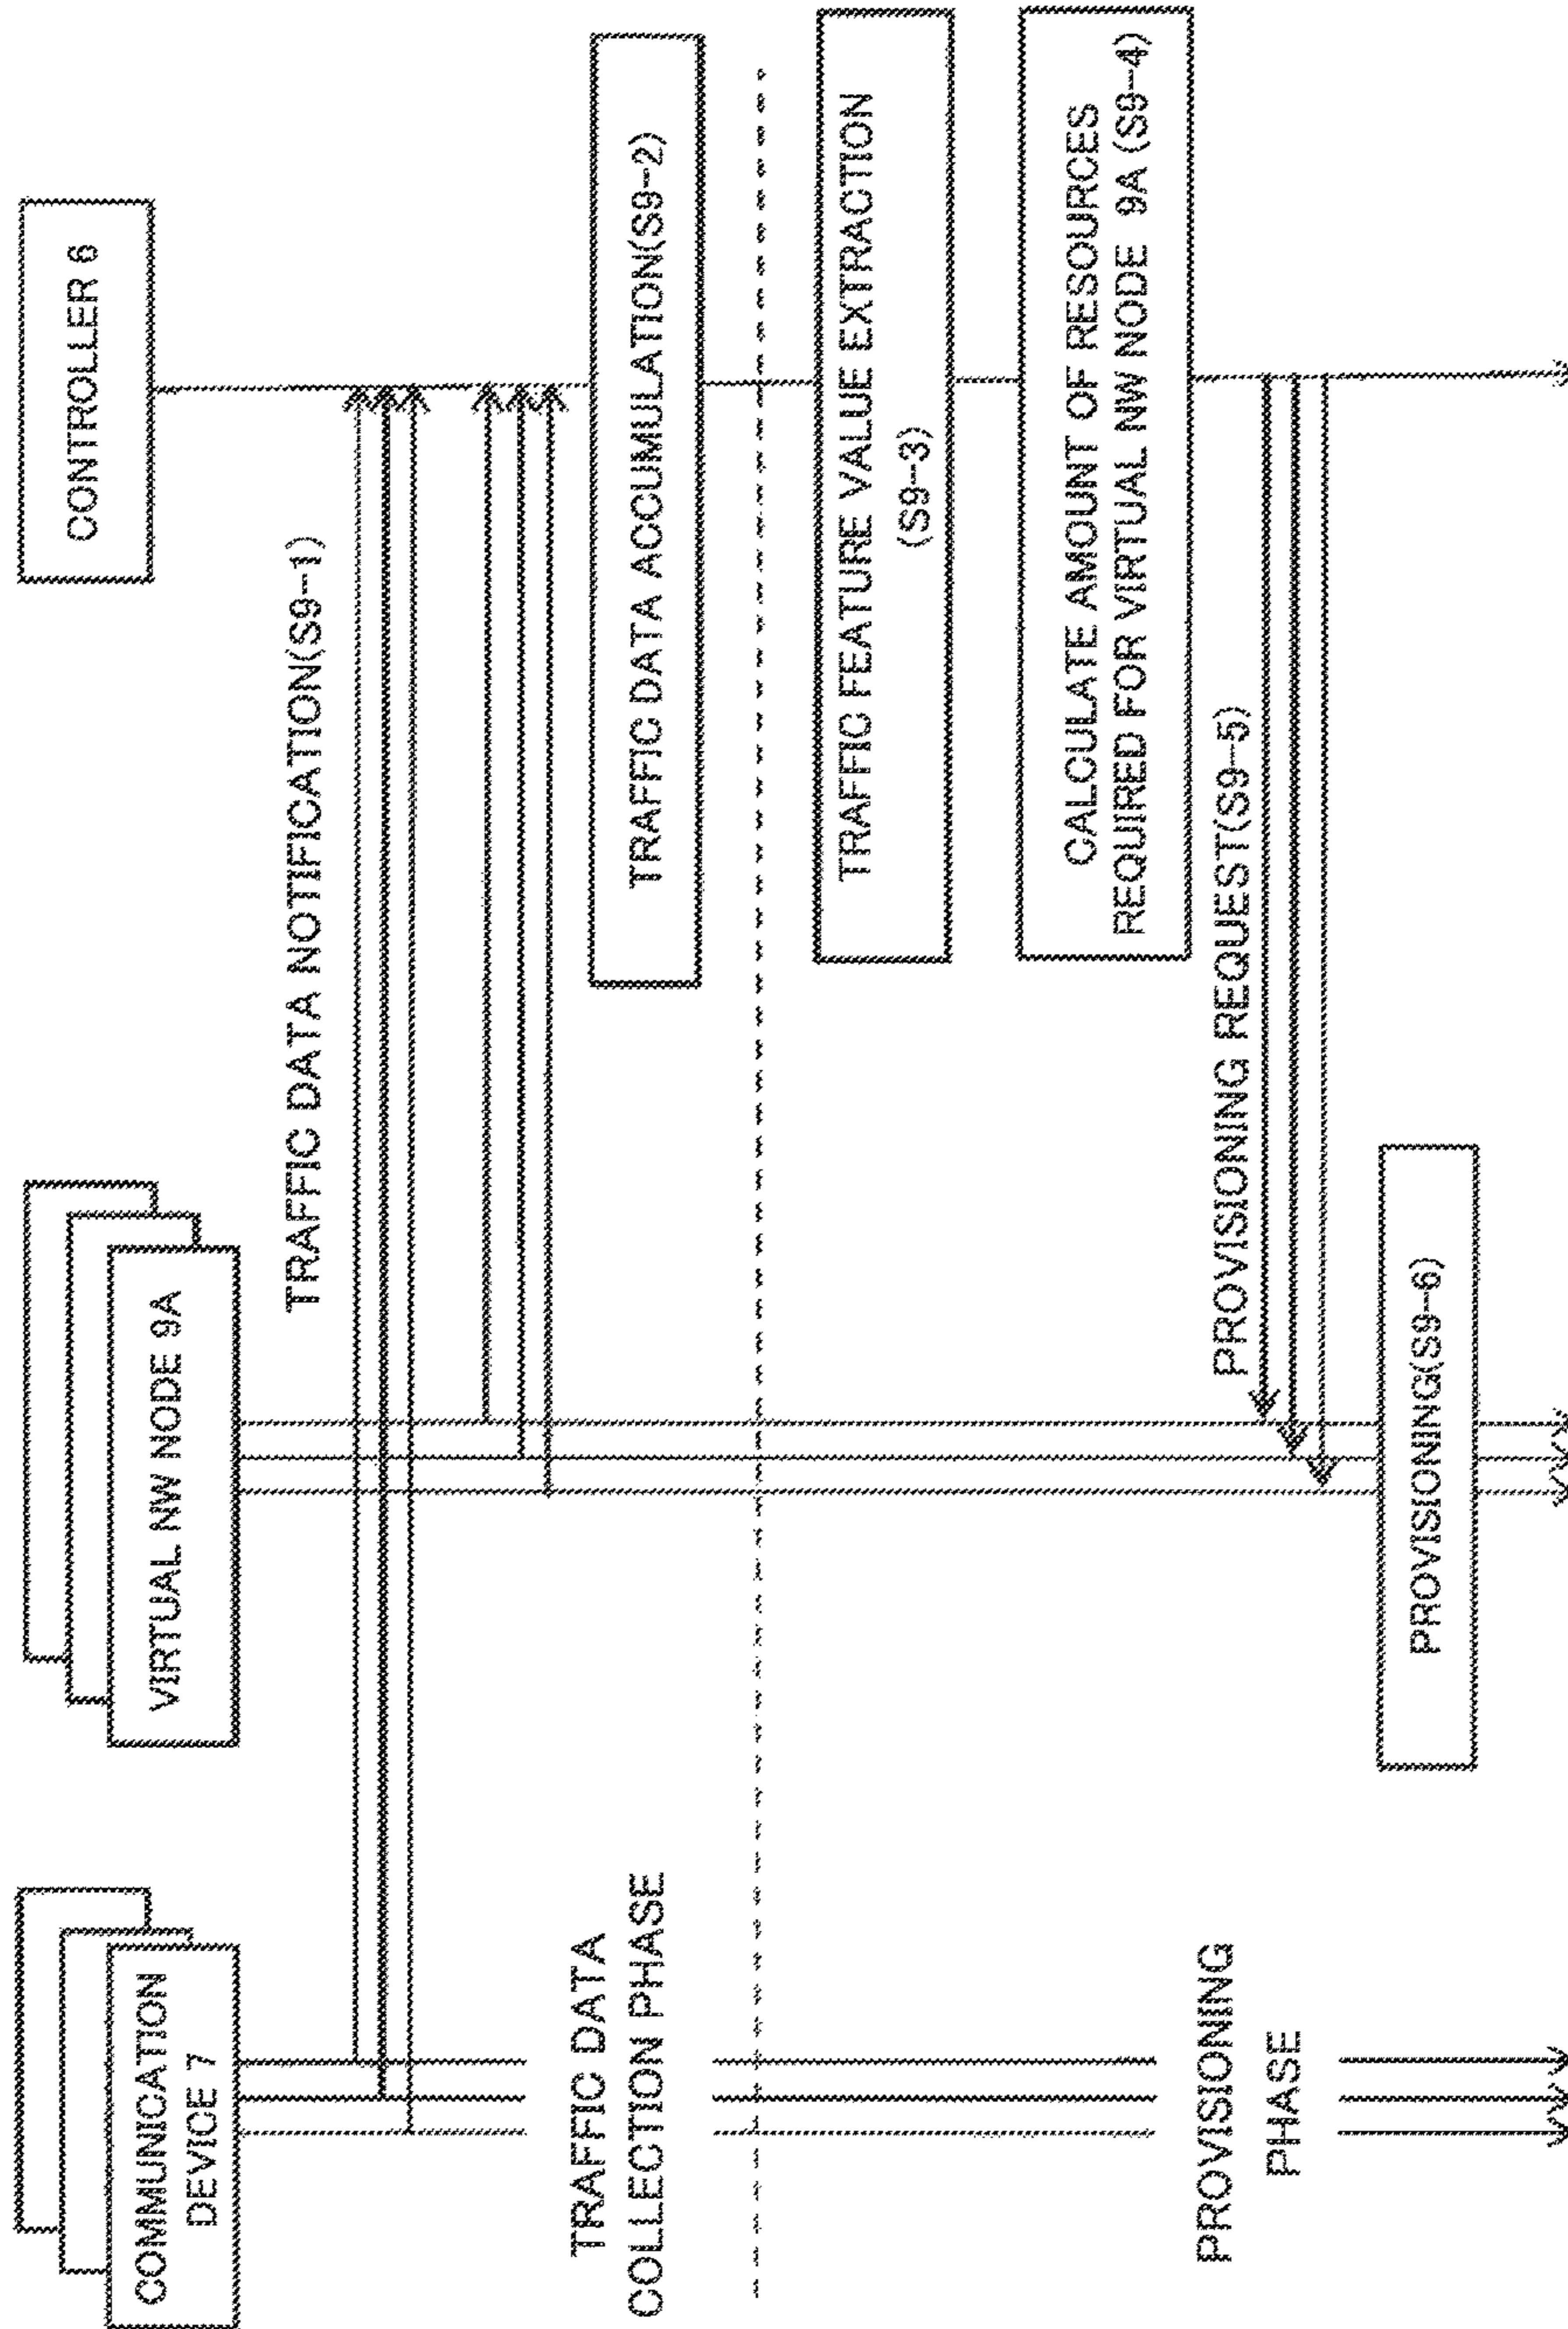 COMMUNICATION
DEVICE 7
VIRTUAL NW NODE 9A
CONTROLLER 6
TRAFFIC DATA NOTIFICATION(S9-1)
TRAFFIC DATA ACCUMULATION(S9-2)
TRAFFIC DATA
COLLECTION PHASE
TRAFFIC FEATURE VALUE EXTRACTION
(S9-3)
CALCULATE AMOUNT OF RESOURCES
REQUIRED FOR VIRTUAL NW NODE 9A (S9-4)
PROVISIONING REQUEST(S9-5)
PROVISIONING
PHASE
PROVISIONING(S9-6)